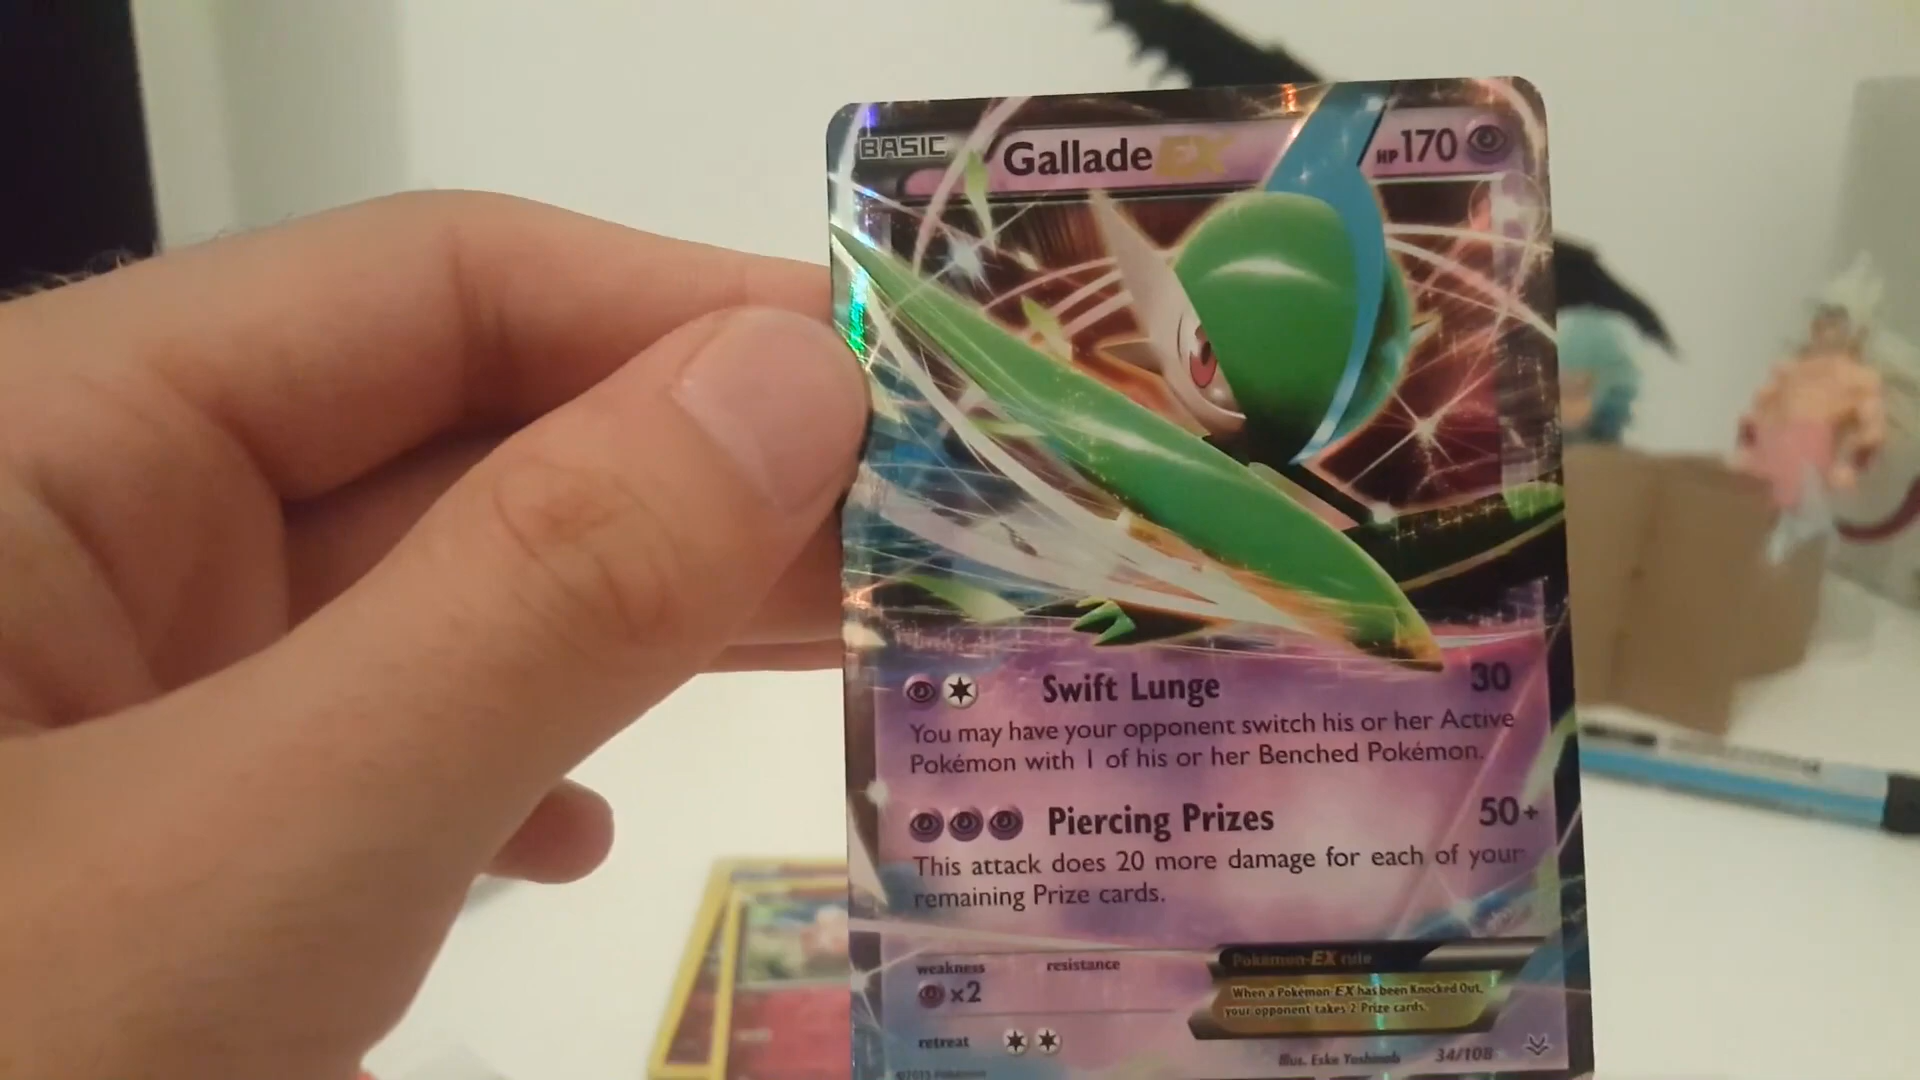 BASIC Gallade EX HP 170
Swift Lunge 30
You may have your opponent switch his or her Active
Pokémon with 1 of his or her Benched Pokémon.
Piercing Prizes 50+
This attack does 20 more damage for each of your
remaining Prize cards.
weakness resistance
×2
retreat
Pokémon-EX rule
When a Pokémon-EX has been Knocked Out,
your opponent takes 2 Prize cards.
Illus. Eske Yoshinob 34/108
©2015 Pokémon